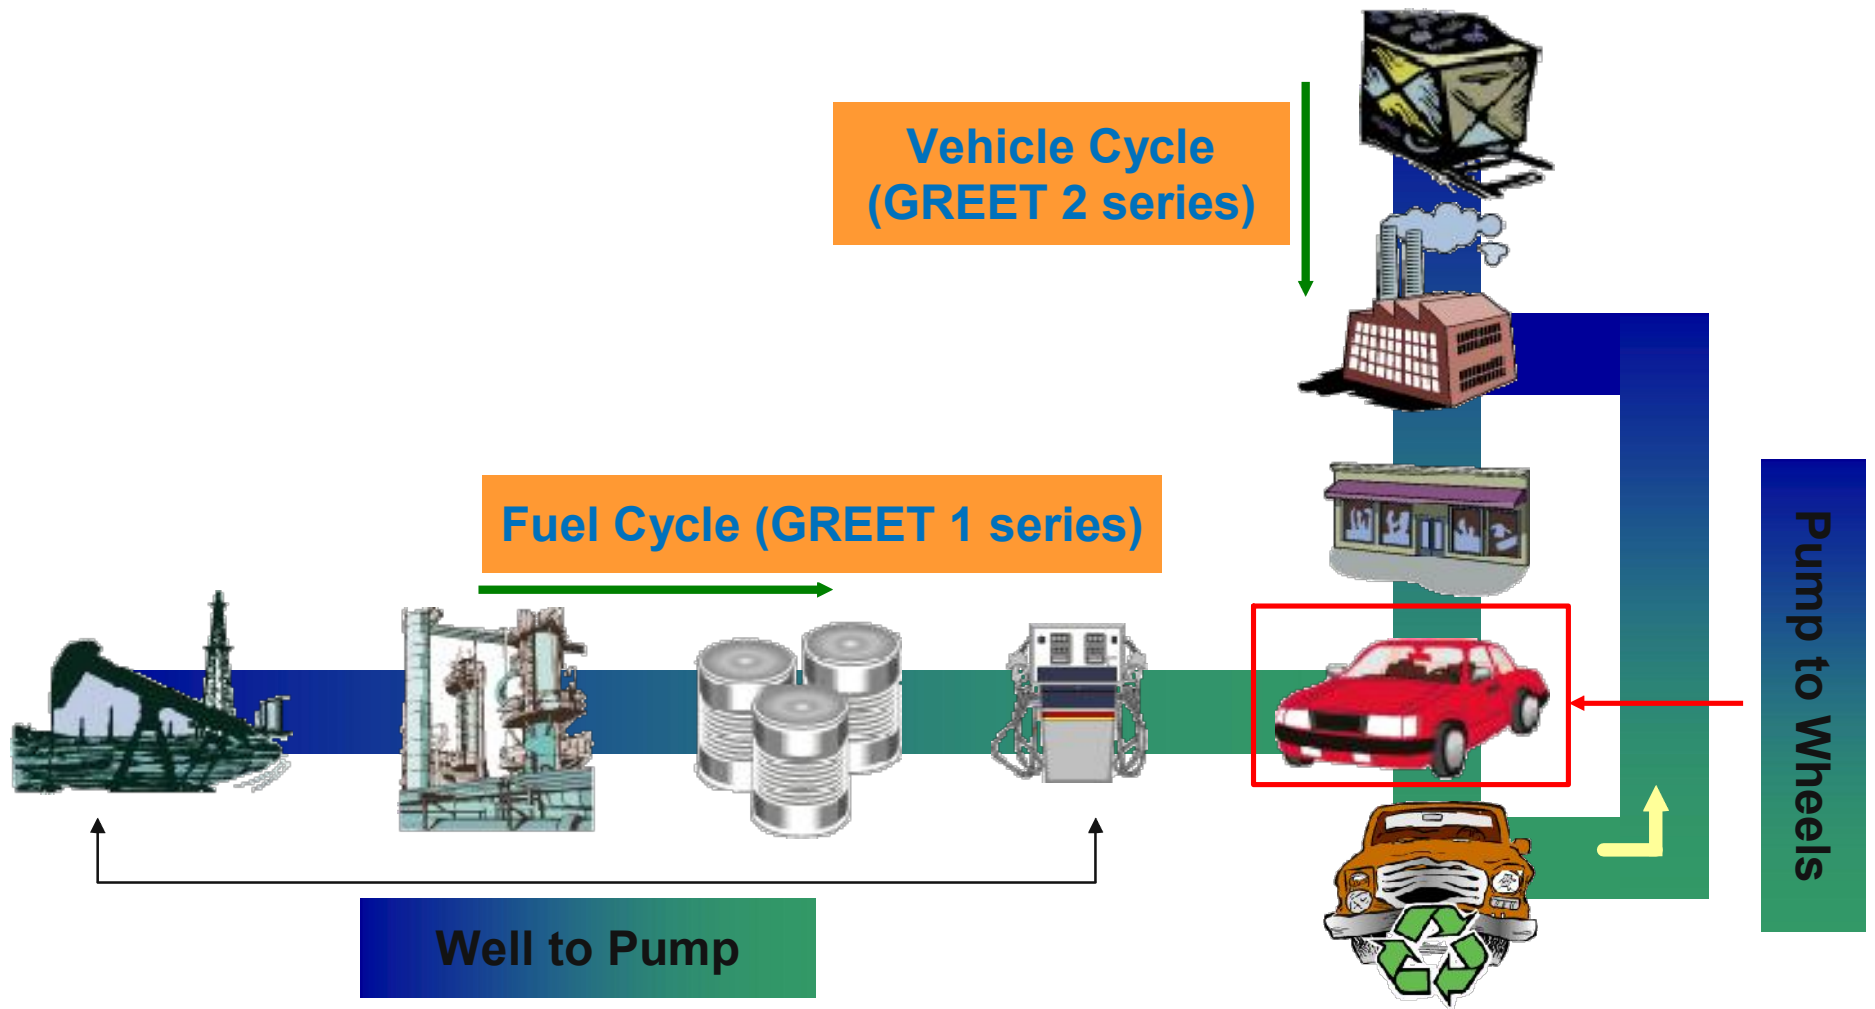 Vehicle Cycle
(GREET 2 series)
Fuel Cycle (GREET 1 series)
Pump to Wheels
Well to Pump